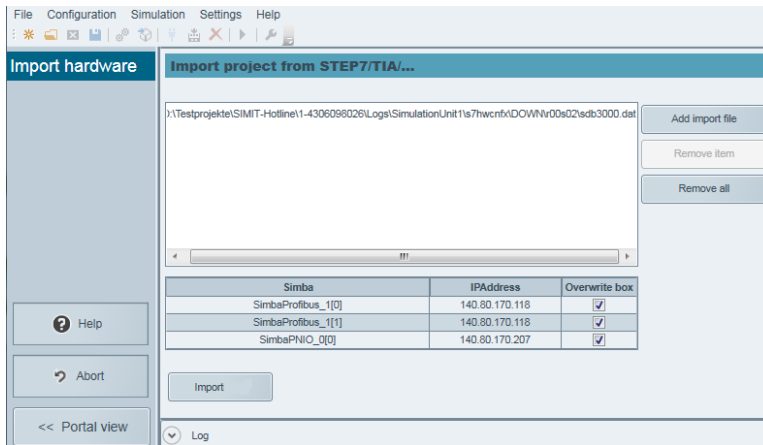 File Configuration Simulation Settings Help
Import hardware
Import project from STEP7/TIA/...
):\Testprojekte\SIMIT-Hotline\1-4306098026\Logs\SimulationUnit1\s7hwcnfx\DOWN\r00s02\sdb3000.dat
Add import file
Remove item
Remove all
Simba IPAddress Overwrite box
SimbaProfibus_1[0] 140.80.170.118
SimbaProfibus_1[1] 140.80.170.118
SimbaPNIO_0[0] 140.80.170.207
Help
Abort
Import
<< Portal view
Log